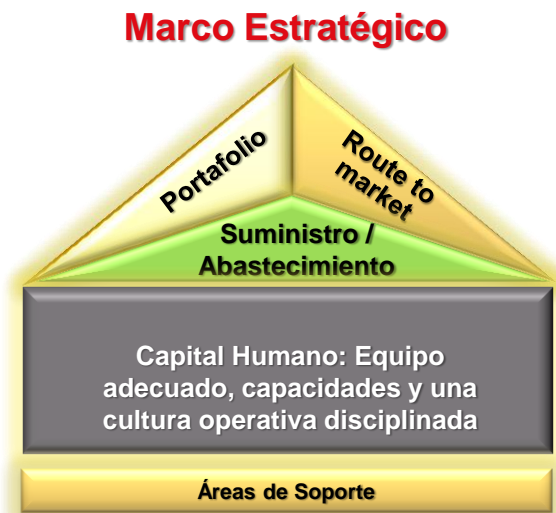 Marco Estratégico
Portafolio
Route to
market
Suministro /
Abastecimiento
Capital Humano: Equipo
adecuado, capacidades y una
cultura operativa disciplinada
Áreas de Soporte